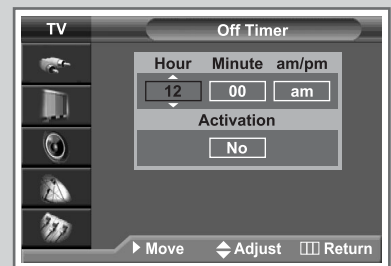 TV
Off Timer
Hour Minute am/pm
12 00 am
Activation
No
Move Adjust Return